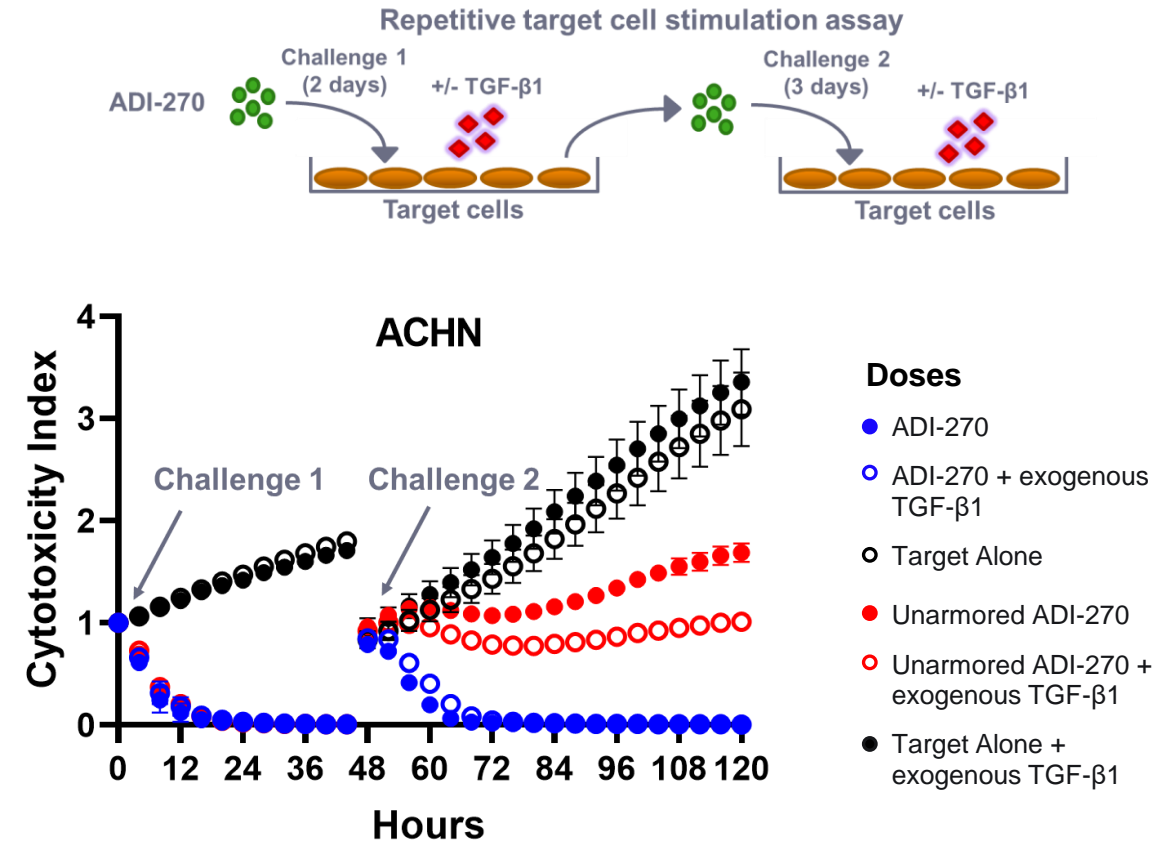 Repetitive target cell stimulation assay
Challenge 1
(2 days)
+/- TGF-β1
ADI-270
Target cells
Challenge 2
(3 days)
+/- TGF-β1
Target cells
ACHN
Cytotoxicity Index
4
3
2
1
0
Challenge 1
Challenge 2
0 12 24 36 48 60 72 84 96 108 120
Hours
Doses
ADI-270
ADI-270 + exogenous
TGF-β1
Target Alone
Unarmored ADI-270
Unarmored ADI-270 +
exogenous TGF-β1
Target Alone +
exogenous TGF-β1